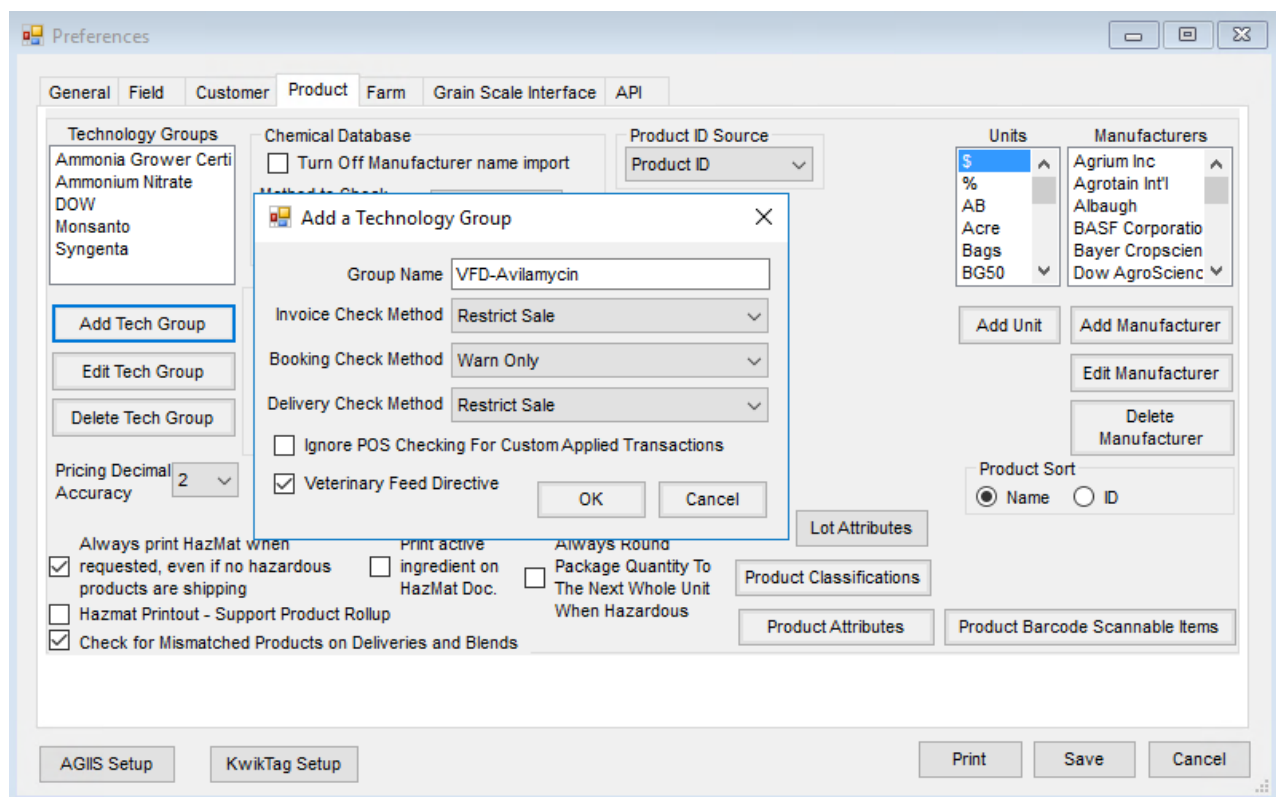 Preferences
General Field Customer Product Farm Grain Scale Interface API
Technology Groups
Ammonia Grower Certi
Ammonium Nitrate
DOW
Monsanto
Syngenta
Add Tech Group
Edit Tech Group
Delete Tech Group
Pricing Decimal
Accuracy
2
Chemical Database
Turn Off Manufacturer name import
Product ID Source
Product ID
Add a Technology Group
Group Name VFD-Avilamycin
Invoice Check Method Restrict Sale
Booking Check Method Warn Only
Delivery Check Method Restrict Sale
Ignore POS Checking For Custom Applied Transactions
Veterinary Feed Directive
OK Cancel
Units
$
%
AB
Acre
Bags
BG50
Add Unit
Manufacturers
Agrium Inc
Agrotain Int'l
Albaugh
BASF Corporatio
Bayer Cropscien
Dow AgroScienc
Add Manufacturer
Edit Manufacturer
Delete
Manufacturer
Product Sort
Name ID
Always print HazMat when
requested, even if no hazardous
products are shipping
Print active
ingredient on
HazMat Doc.
Always Round
Package Quantity To
The Next Whole Unit
When Hazardous
Lot Attributes
Product Classifications
Hazmat Printout - Support Product Rollup
Check for Mismatched Products on Deliveries and Blends
Product Attributes
Product Barcode Scannable Items
AGIIS Setup KwikTag Setup Print Save Cancel